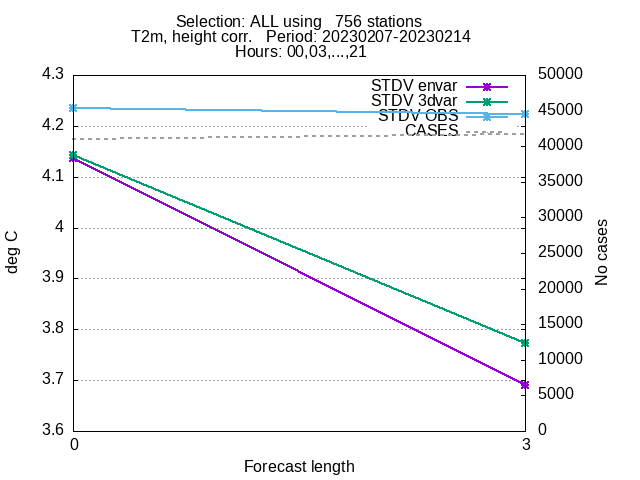 Selection: ALL using   756 stations
T2m, height corr.   Period: 20230207-20230214
Hours: 00,03,...,21
4.3
4.2
4.1
4
3.9
3.8
3.7
3.6
deg C
STDV envar
STDV 3dvar
STDV OBS
CASES
50000
45000
40000
35000
30000
25000
20000
15000
10000
5000
0
No cases
0
3
Forecast length